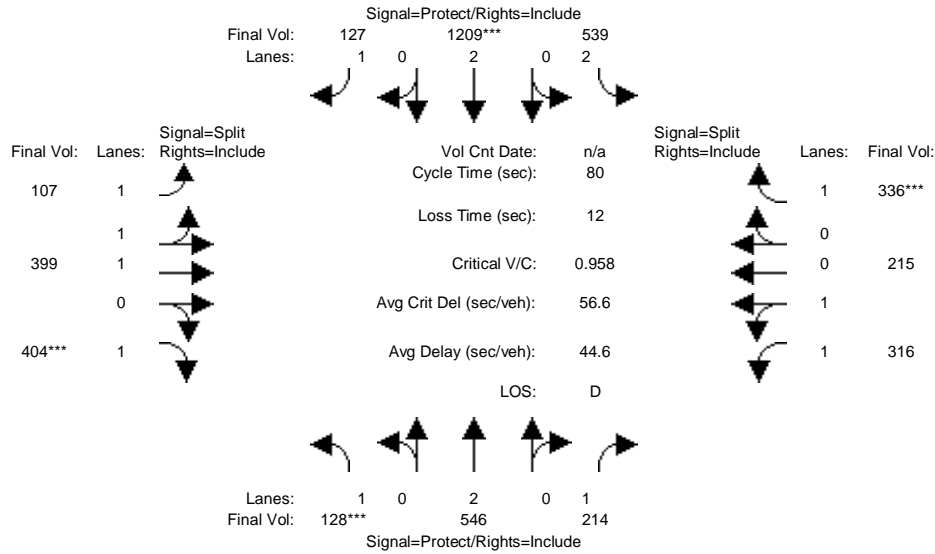 Signal=Protect/Rights=Include
Final Vol: 127 1209*** 539
Lanes: 1 0 2 0 2
Signal=Split
Final Vol: Lanes: Rights=Include
Vol Cnt Date: n/a
Signal=Split
Rights=Include Lanes: Final Vol:
Cycle Time (sec): 80
107 1
1 336***
Loss Time (sec): 12
1
0
399 1
Critical V/C: 0.958
0 215
0
Avg Crit Del (sec/veh): 56.6
1
404*** 1
Avg Delay (sec/veh): 44.6
1 316
LOS: D
Lanes: 1 0 2 0 1
Final Vol: 128*** 546 214
Signal=Protect/Rights=Include